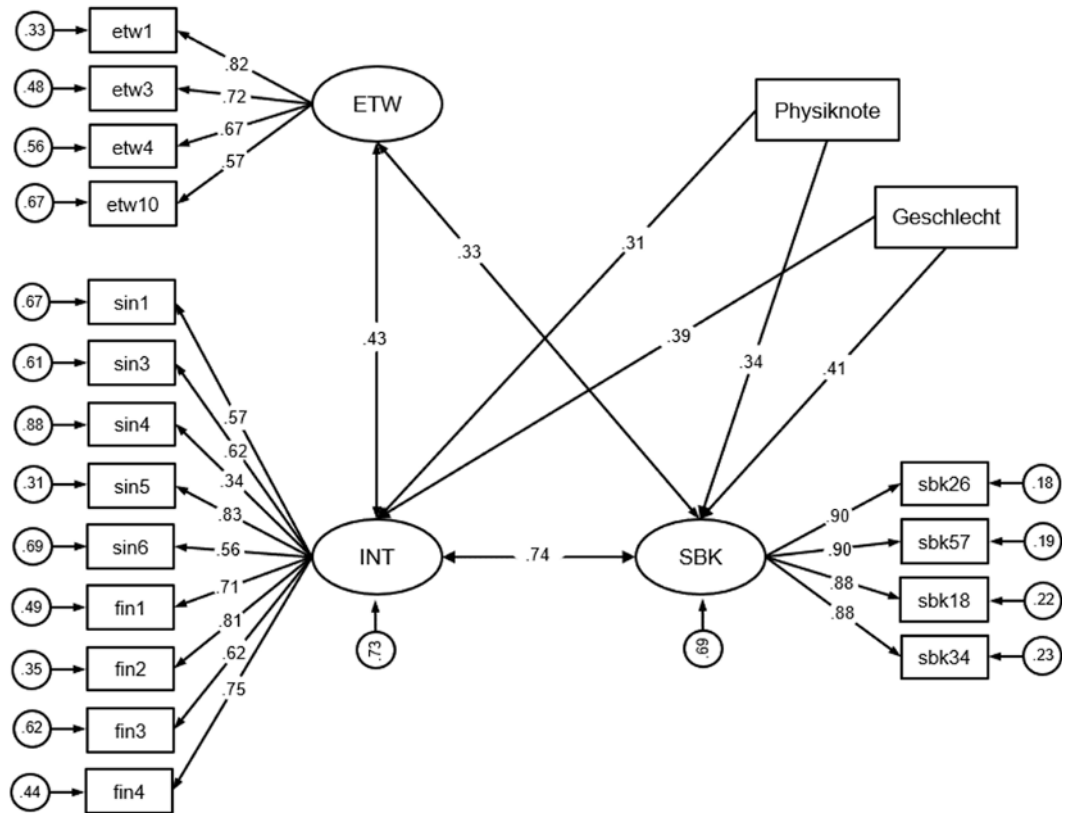 .33 etw1
.82
.48 etw3
.72
.56 etw4
.67
.67 etw10
.57
ETW
Physiknote
Geschlecht
.33
.31
.43
.39
.34
.41
.67 sin1
.57
.61 sin3
.62
.88 sin4
.34
.31 sin5
.83
.69 sin6
.56
.49 fin1
.71
.35 fin2
.81
.62 fin3
.62
.44 fin4
.75
INT
.74
SBK
.73
.69
.90
sbk26 .18
.90
sbk57 .19
.88
sbk18 .22
.88
sbk34 .23